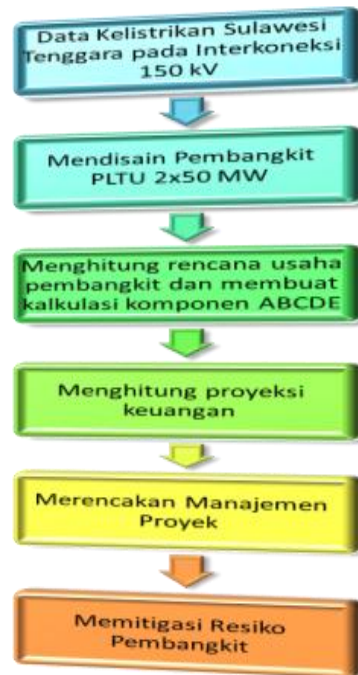 Data Kelistrikan Sulawesi
Tenggara pada Interkoneksi
150 kV
Mendisain Pembangkit
PLTU 2x50 MW
Menghitung rencana usaha
pembangkit dan membuat
kalkulasi komponen ABCDE
Menghitung proyeksi
keuangan
Merencakan Manajemen
Proyek
Memitigasi Resiko
Pembangkit